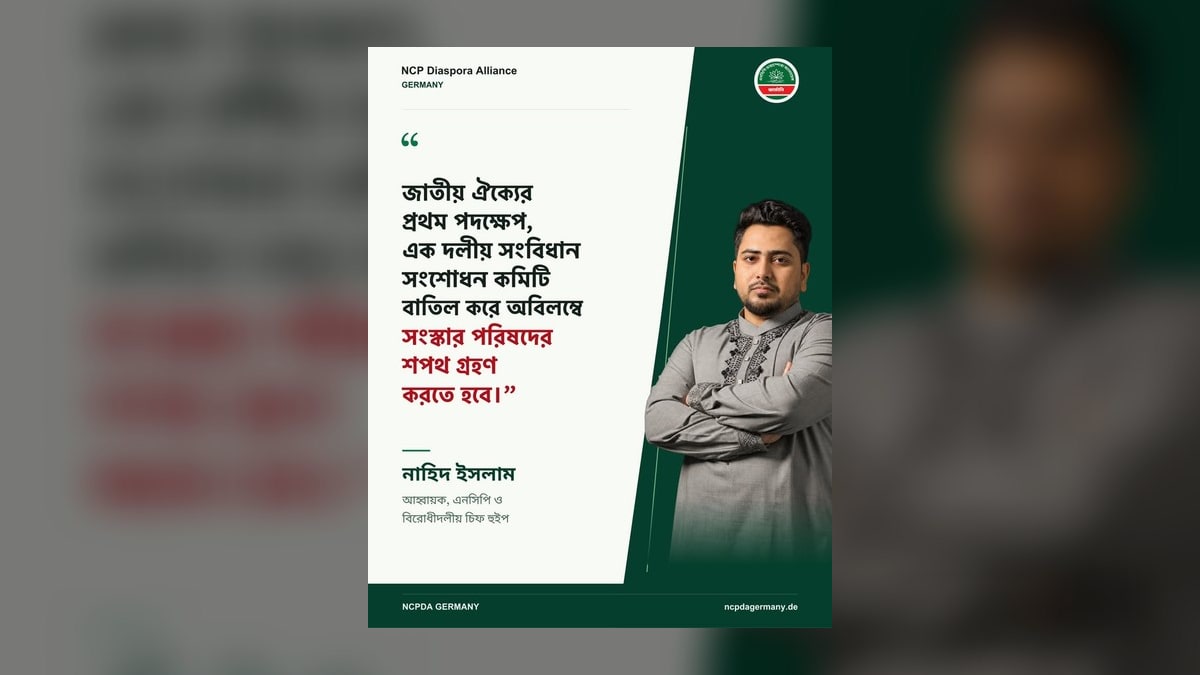 NCP Diaspora Alliance
GERMANY
“
জাতীয় ঐক্যের
প্রথম পদক্ষেপ,
এক দলীয় সংবিধান
সংশোধন কমিটি
বাতিল করে অবিলম্বে
সংস্কার পরিষদের
শপথ গ্রহণ
করতে হবে।”
নাহিদ ইসলাম
আহ্বায়ক, এনসিপি ও
বিরোধীদলীয় চিফ হুইপ
NCPDA GERMANY
ncpdagermany.de